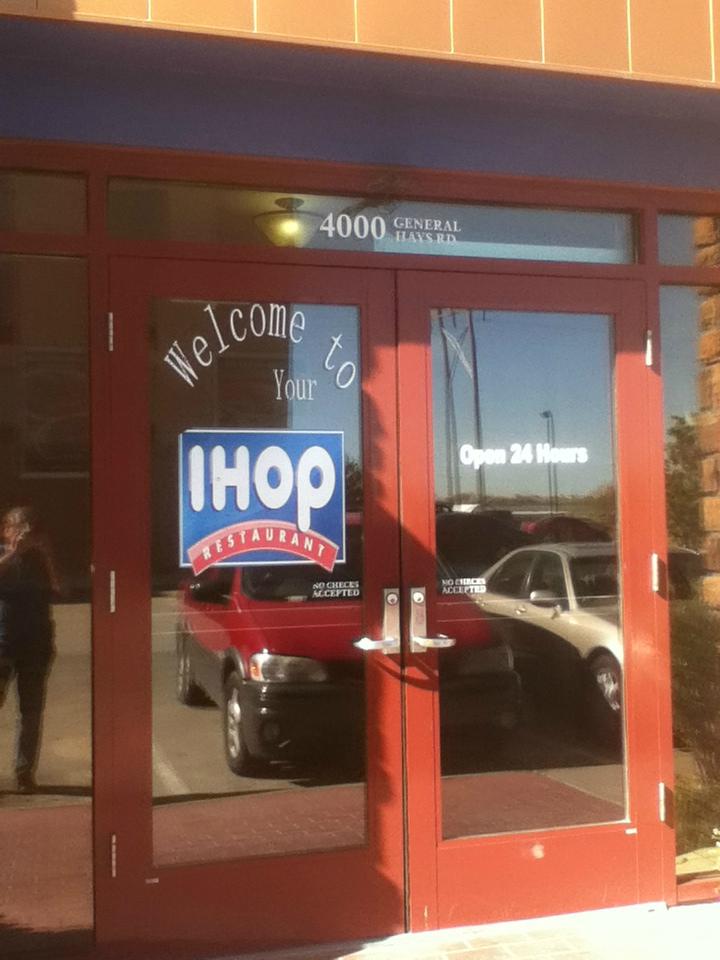 4000 GENERAL
HAYS RD
Welcome to
Your
IHOP
RESTAURANT
Open 24 Hours
NO CHECKS
ACCEPTED
NO CHECKS
ACCEPTED